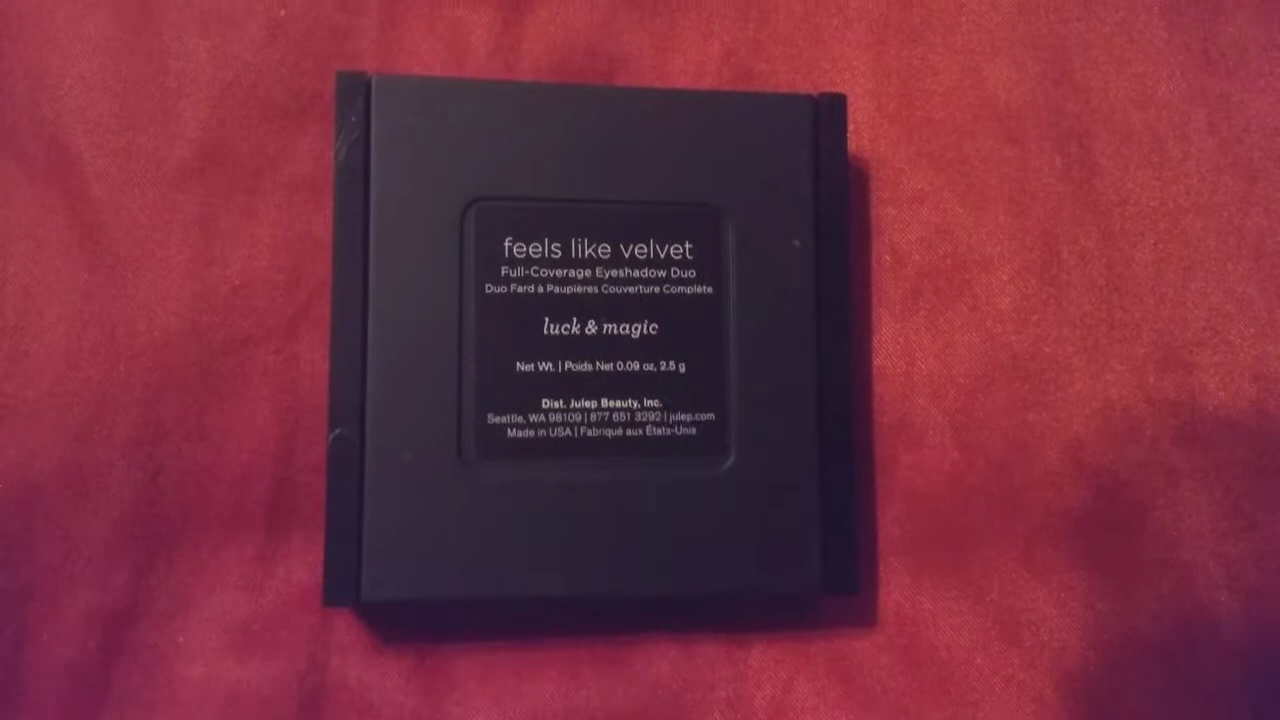 feels like velvet
Full-Coverage Eyeshadow Duo
Duo Fard à Paupières Couverture Complète
luck & magic
Net Wt. | Poids Net 0.09 oz, 2.5 g
Dist. Julep Beauty, Inc.
Seattle, WA 98109 | 877 651 3292 | julep.com
Made in USA | Fabriqué aux États-Unis